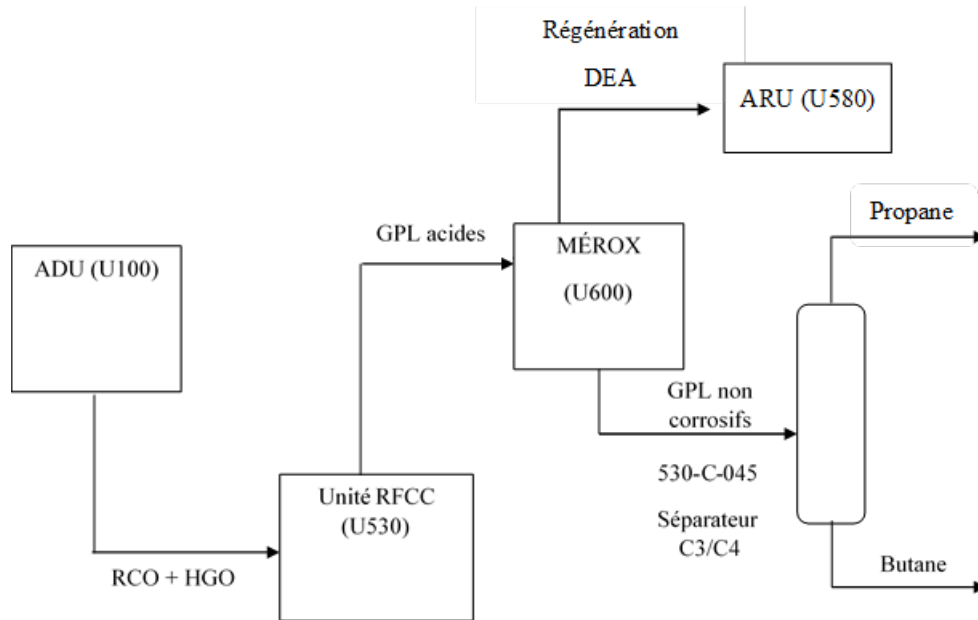 Régénération
DEA
ARU (U580)
Propane
GPL acides
MÉROX
(U600)
ADU (U100)
GPL non
corrosifs
530-C-045
Séparateur
C3/C4
Unité RFCC
(U530)
RCO + HGO
Butane